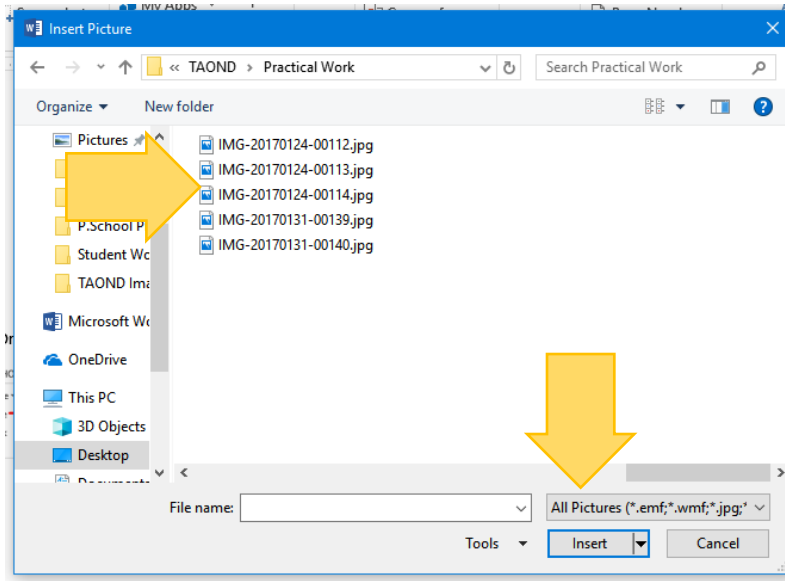 My Apps
Insert Picture
« TAOND > Practical Work
Search Practical Work
Organize
New folder
Pictures
IMG-20170124-00112.jpg
IMG-20170124-00113.jpg
IMG-20170124-00114.jpg
P.School P
IMG-20170131-00139.jpg
IMG-20170131-00140.jpg
Student Wo
TAOND Ima
Microsoft Wo
OneDrive
This PC
3D Objects
Desktop
File name:
All Pictures (*.emf;*.wmf;*.jpg;*
Tools
Insert
Cancel